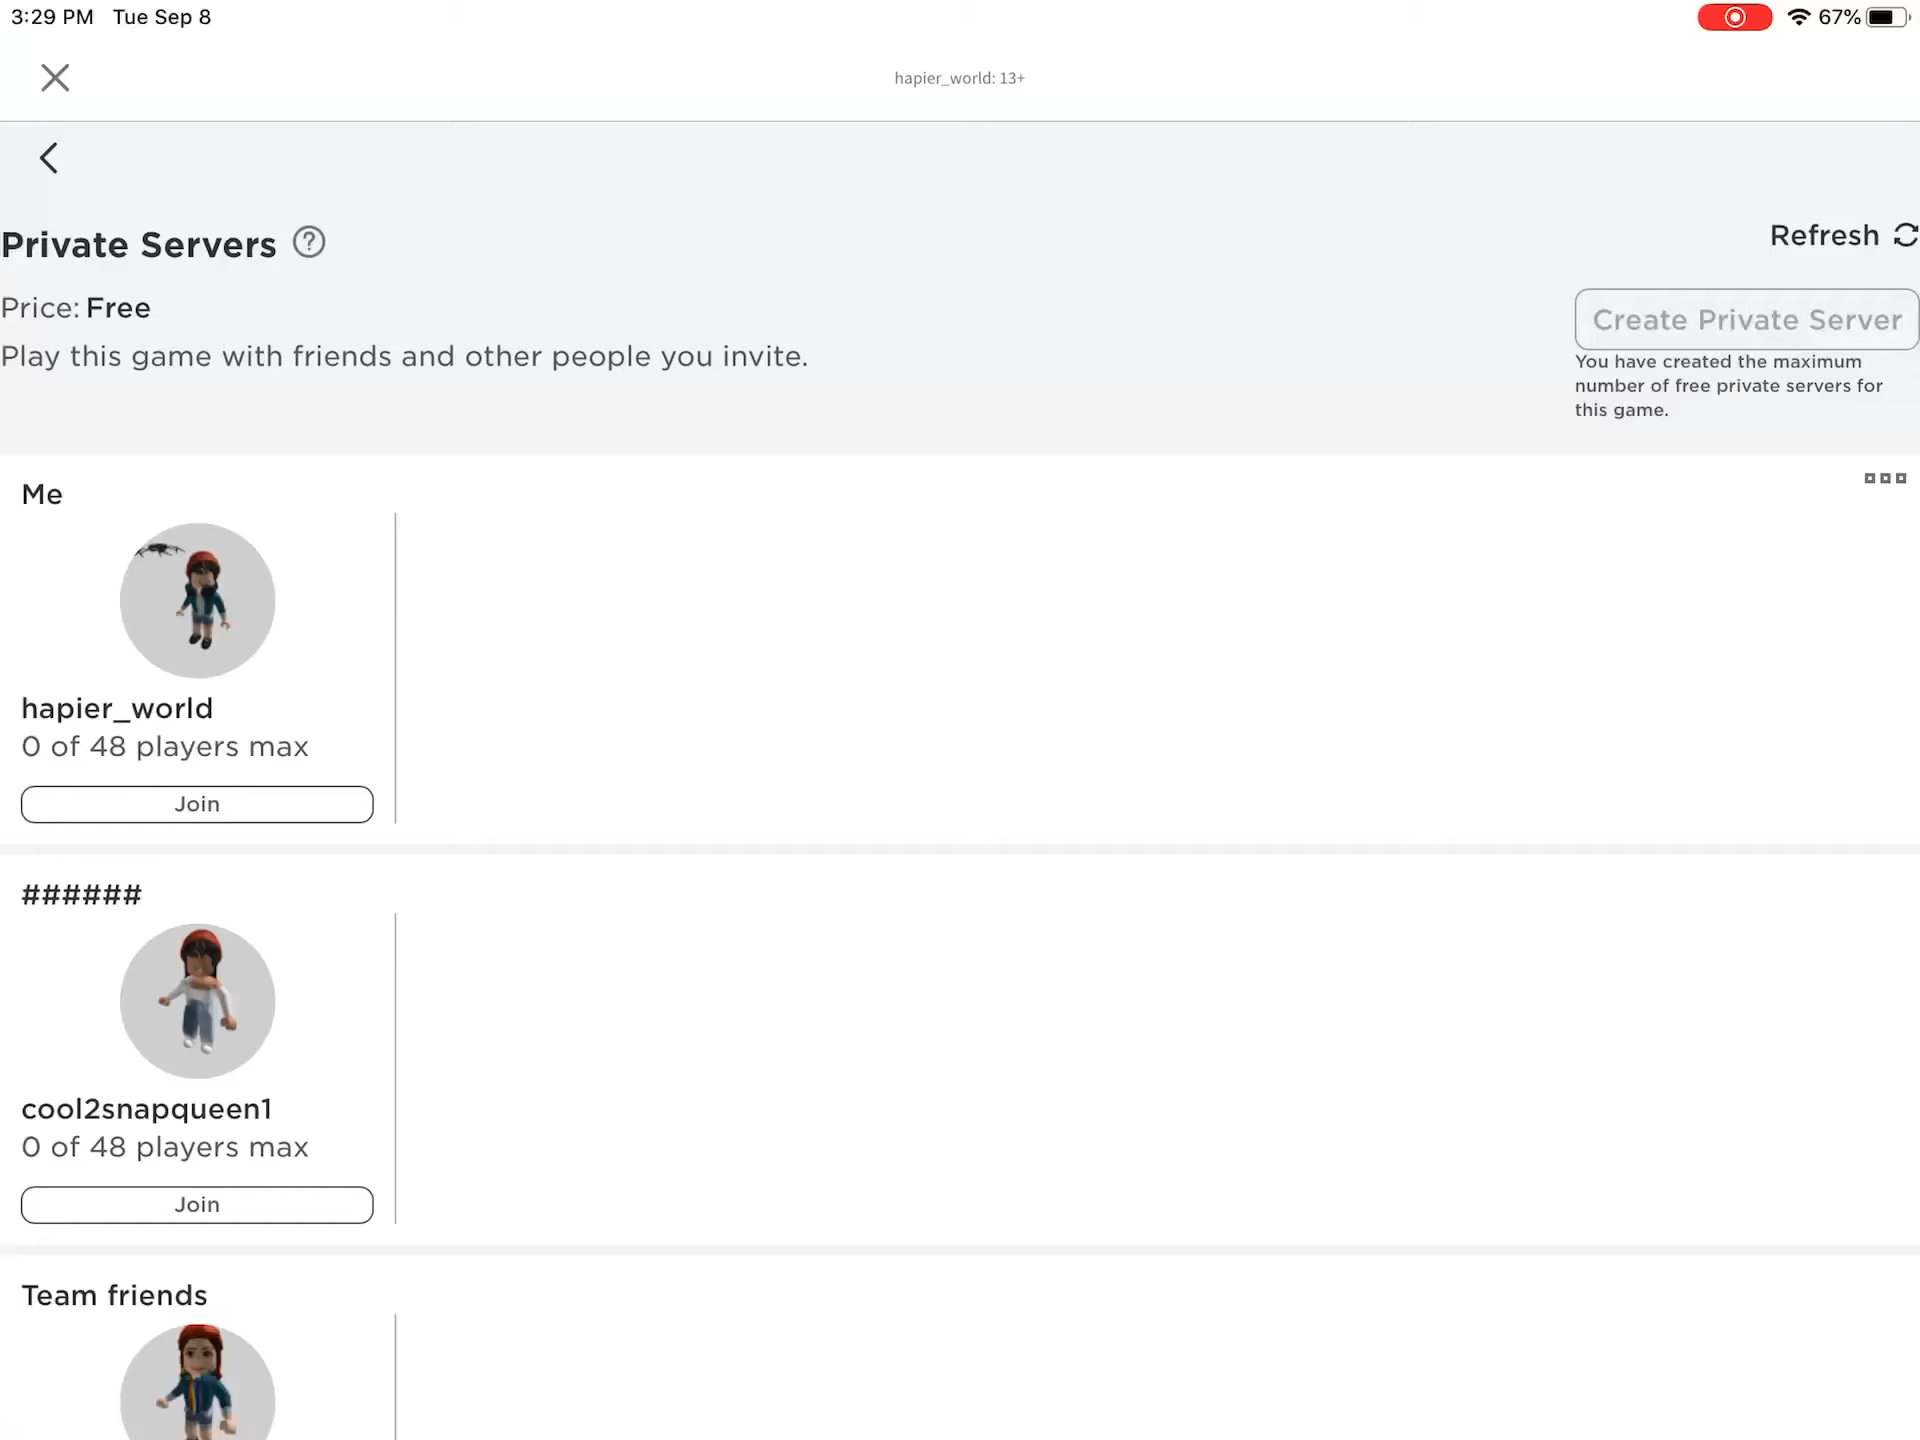 3:29 PM Tue Sep 8
67%
hapier_world: 13+
Private Servers
Refresh
Price: Free
Create Private Server
Play this game with friends and other people you invite.
You have created the maximum
number of free private servers for
this game.
Me
hapier_world
0 of 48 players max
Join
######
cool2snapqueen1
0 of 48 players max
Join
Team friends